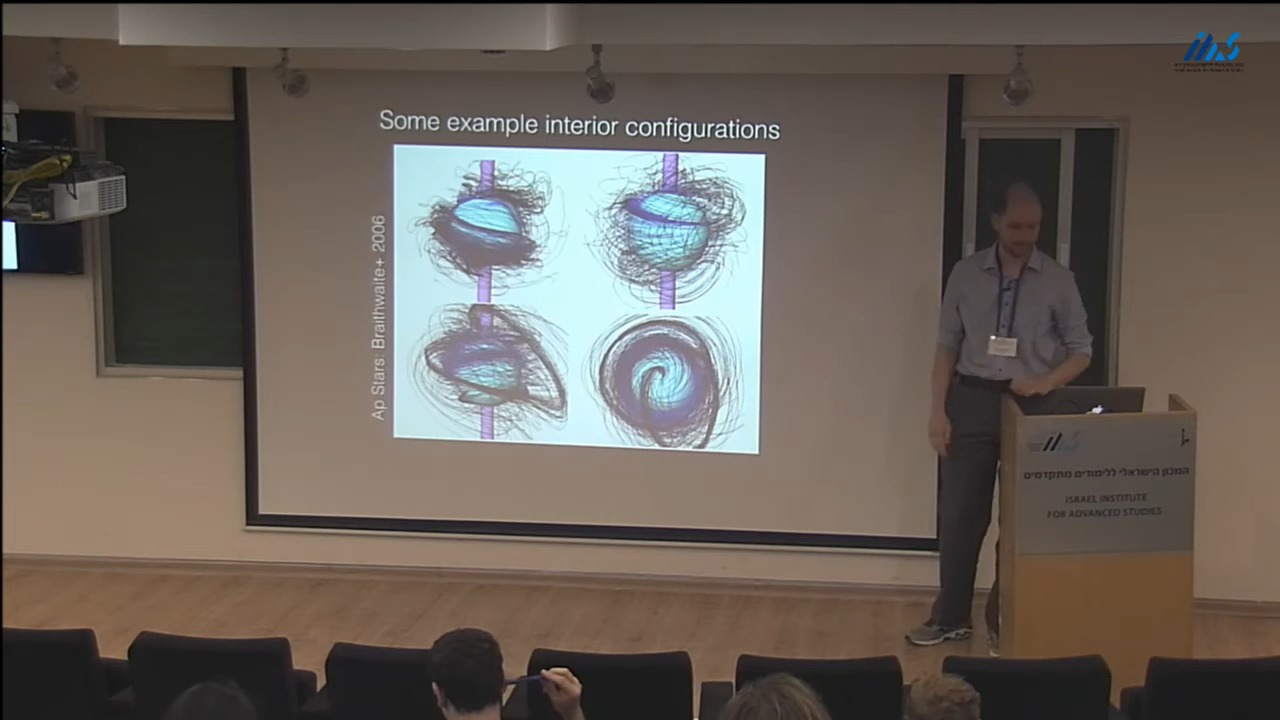 Some example interior configurations
Ap Stars: Braithwaite+ 2006
המכון הישראלי ללימודים מתקדמים
ISRAEL INSTITUTE
FOR ADVANCED STUDIES